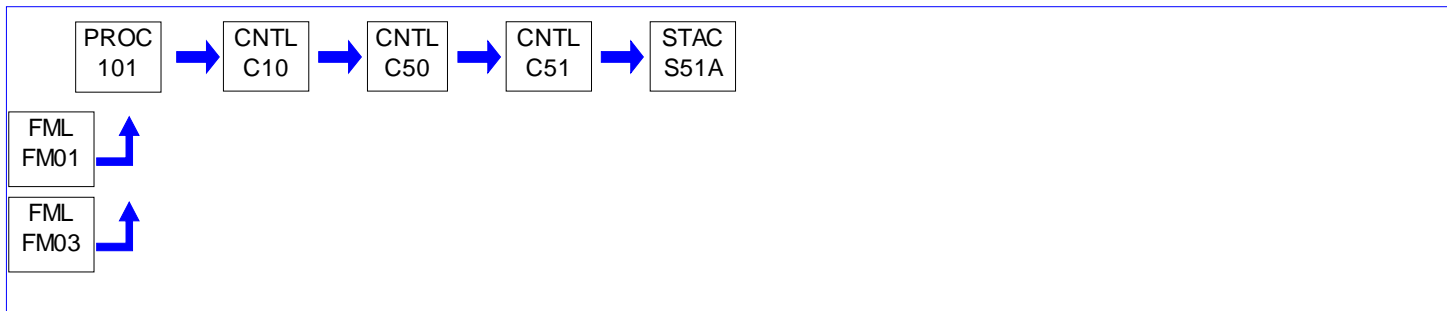 PROC
101
CNTL
C10
CNTL
C50
CNTL
C51
STAC
S51A
FML
FM01
FML
FM03